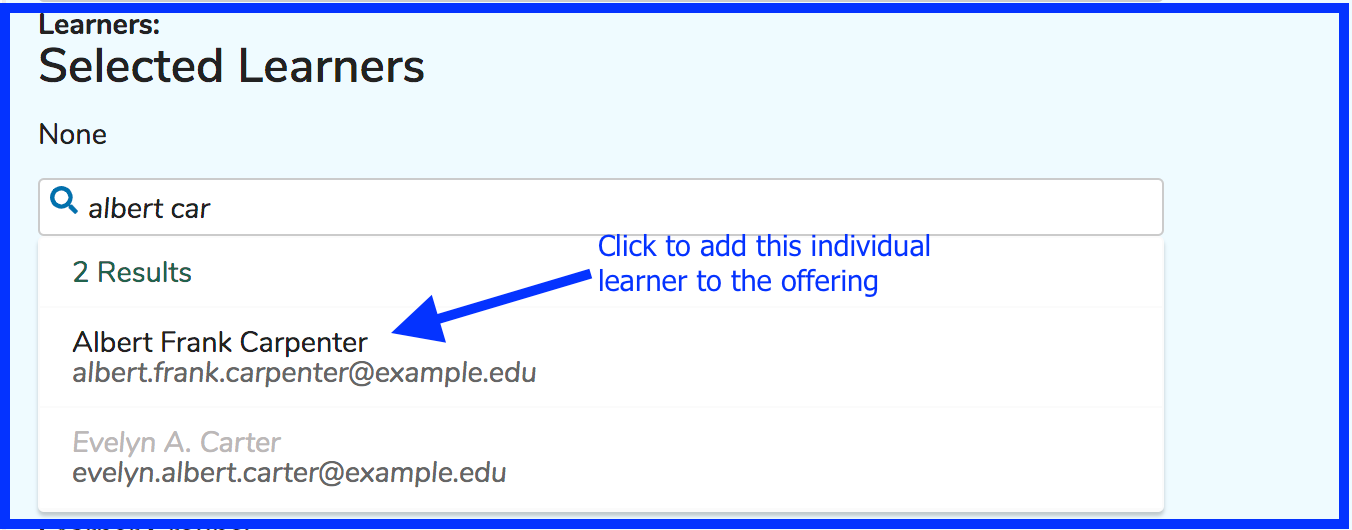 Learners:
Selected Learners
None
albert car
Click to add this individual
learner to the offering
2 Results
Albert Frank Carpenter
albert.frank.carpenter@example.edu
Evelyn A. Carter
evelyn.albert.carter@example.edu